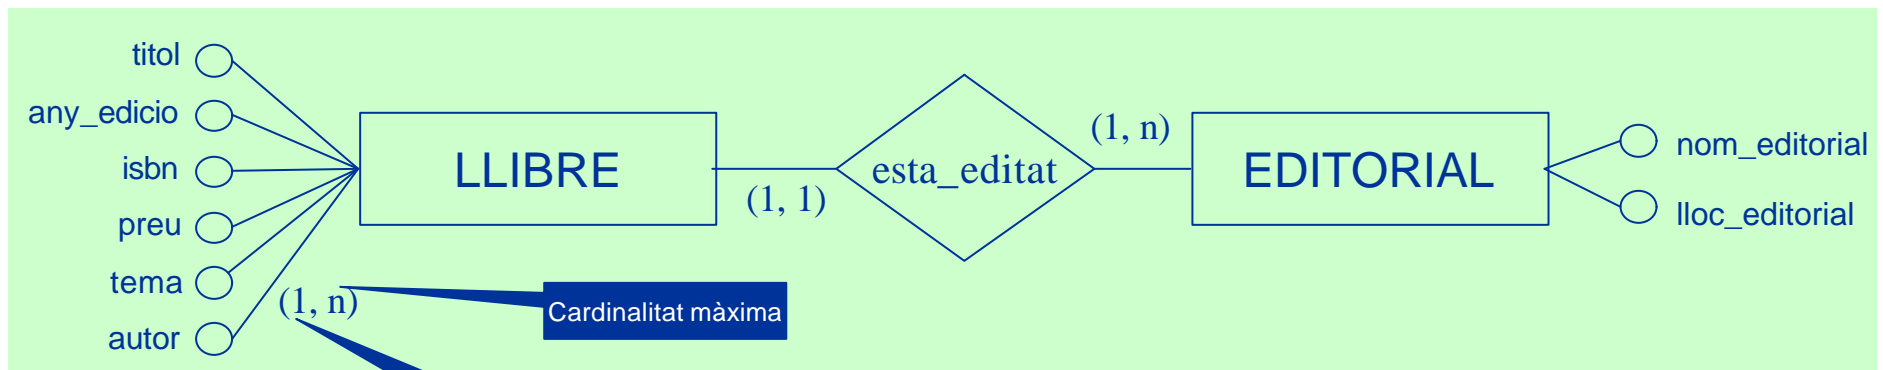 titol
any_edicio
isbn
preu
tema
autor
(1, n)
Cardinalitat màxima
LLIBRE
(1, 1)
esta_editat
(1, n)
EDITORIAL
nom_editorial
lloc_editorial